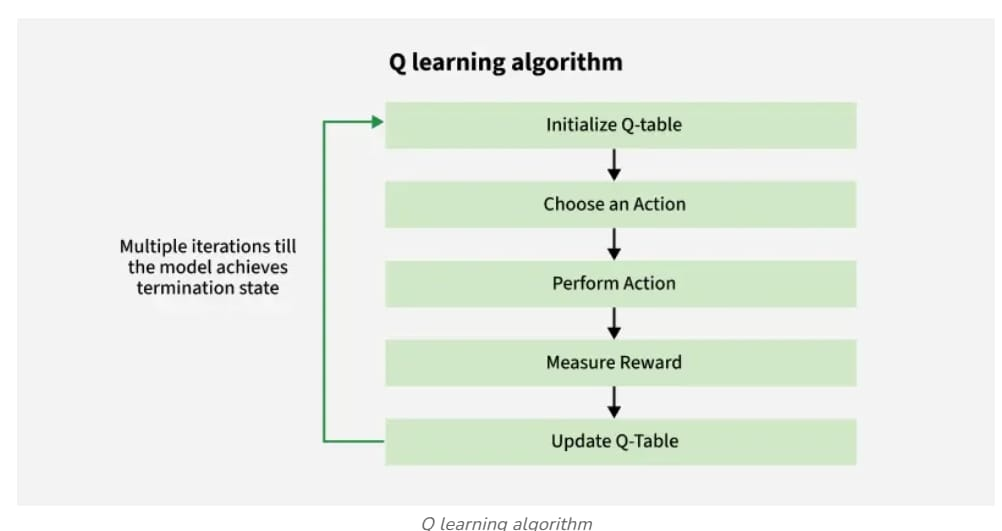 Q learning algorithm
Initialize Q-table
Choose an Action
Multiple iterations till
the model achieves
termination state
Perform Action
Measure Reward
Update Q-Table
Q learning algorithm